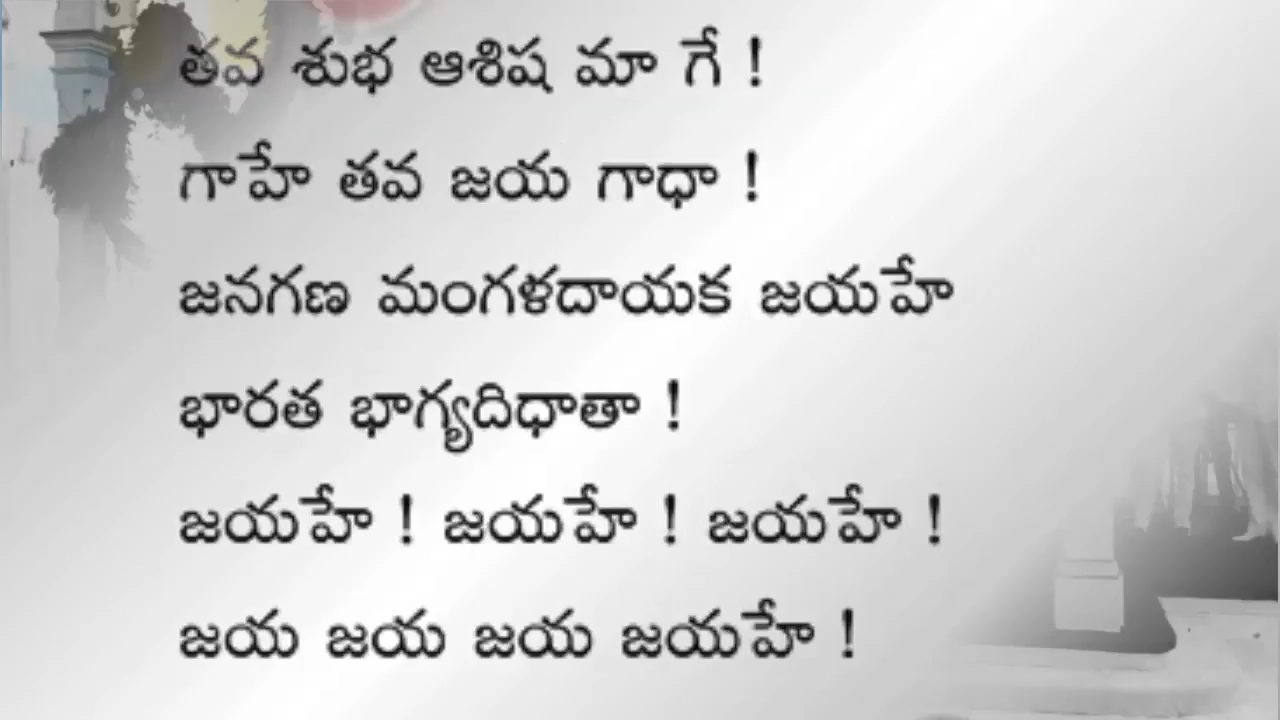 తవ శుభ ఆశిష మా గే !
గాహే తవ జయ గాధా !
జనగణ మంగళదాయక జయహే
భారత భాగ్యదిధాతా !
జయహే ! జయహే ! జయహే !
జయ జయ జయ జయహే !